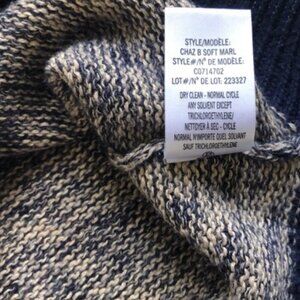 STYLE/MODÈLE:
CHAZ B SOFT MARL
STYLE#/N° DE MODÈLE:
C0714702
LOT#/N° DE LOT: 223327
DRY CLEAN - NORMAL CYCLE
ANY SOLVENT EXCEPT
TRICHLOROETHYLENE/
NETTOYER À SEC - CYCLE
NORMAL N'IMPORTE QUEL SOLVANT
SAUF TRICHLOROETHYLENE